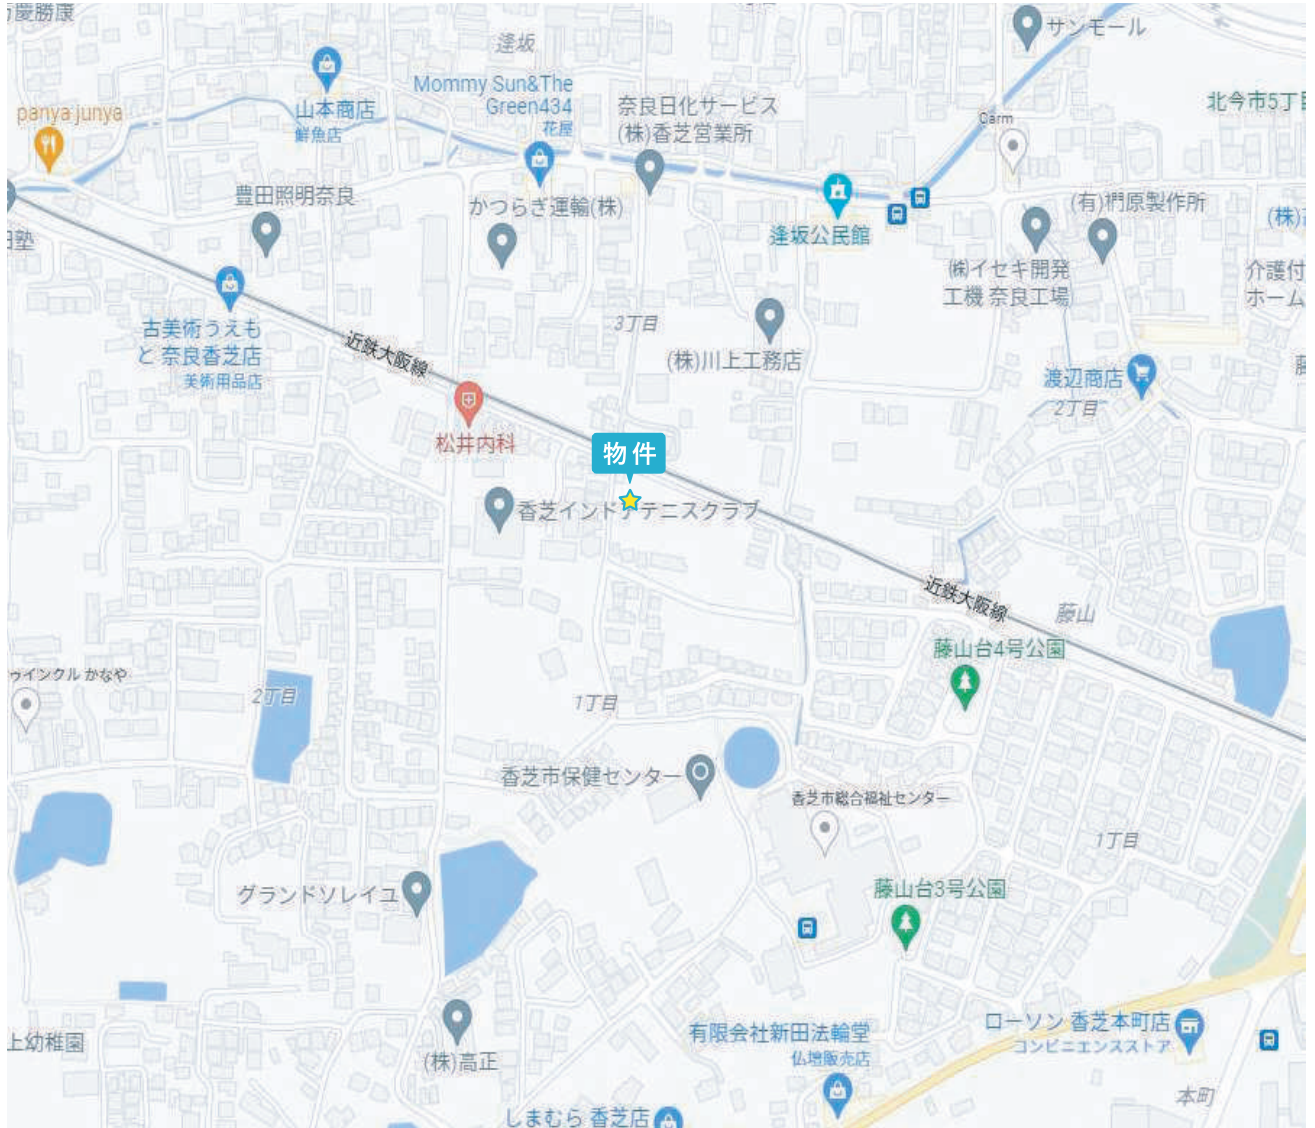 慶勝康
サンモール
逢坂
Mommy Sun&The
Green434
花屋
山本商店
鮮魚店
panya junya
奈良日化サービス
(株)香芝営業所
北今市5丁目
Carm
豊田照明奈良
かつらぎ運輸(株)
逢坂公民館
(有)椚原製作所
(株)
塾
㈱イセキ開発
工機 奈良工場
介護付
ホーム
古美術うえも
と 奈良香芝店
美術用品店
近鉄大阪線
3丁目
(株)川上工務店
渡辺商店
2丁目
藤
松井内科
物件
香芝インドアテニスクラブ
近鉄大阪線
藤山
藤山台4号公園
ゥインクル かなや
2丁目
1丁目
香芝市保健センター
香芝市総合福祉センター
1丁目
グランドソレイユ
藤山台3号公園
上幼稚園
(株)高正
有限会社新田法輪堂
仏壇販売店
ローソン 香芝本町店
コンビニエンスストア
本町
しまむら 香芝店